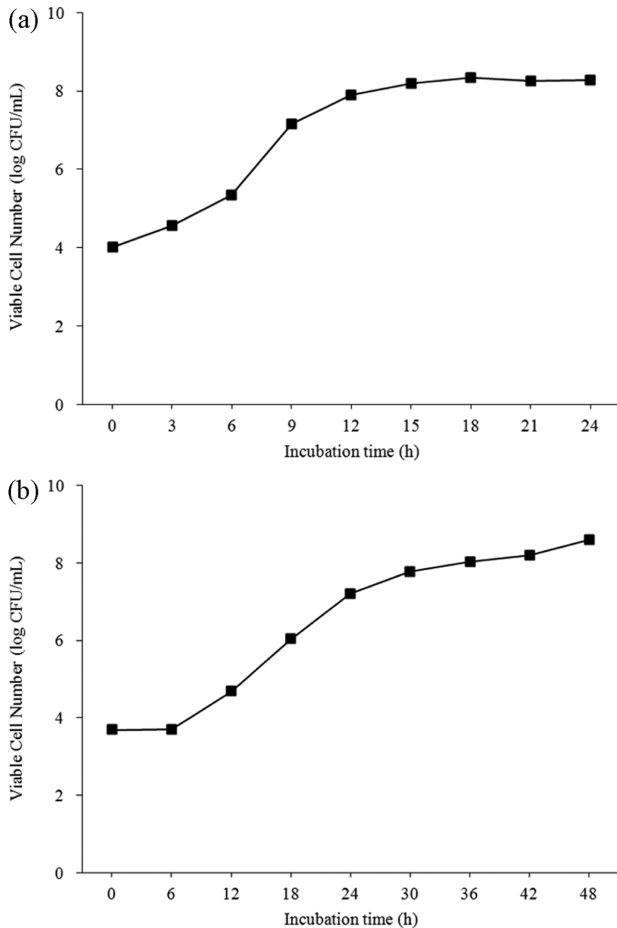 (a)
10
8
6
4
2
0
Viable Cell Number (log CFU/mL)
0 3 6 9 12 15 18 21 24
Incubation time (h)
(b)
10
8
6
4
2
0
Viable Cell Number (log CFU/mL)
0 6 12 18 24 30 36 42 48
Incubation time (h)